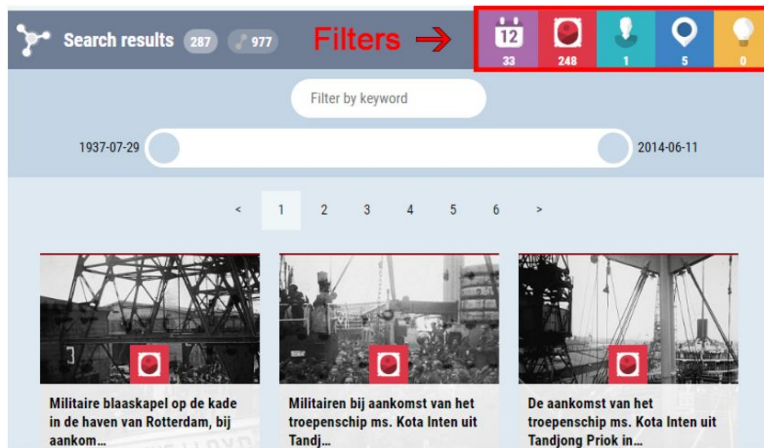 Search results 287 977 Filters → 12
33 248 1 5 0
Filter by keyword
1937-07-29 2014-06-11
< 1 2 3 4 5 6 >
3
Militaire blaaskapel op de kade
in de haven van Rotterdam, bij
aankom…
Militairen bij aankomst van het
troepenschip ms. Kota Inten uit
Tandj…
De aankomst van het
troepenschip ms. Kota Inten uit
Tandjong Priok in…